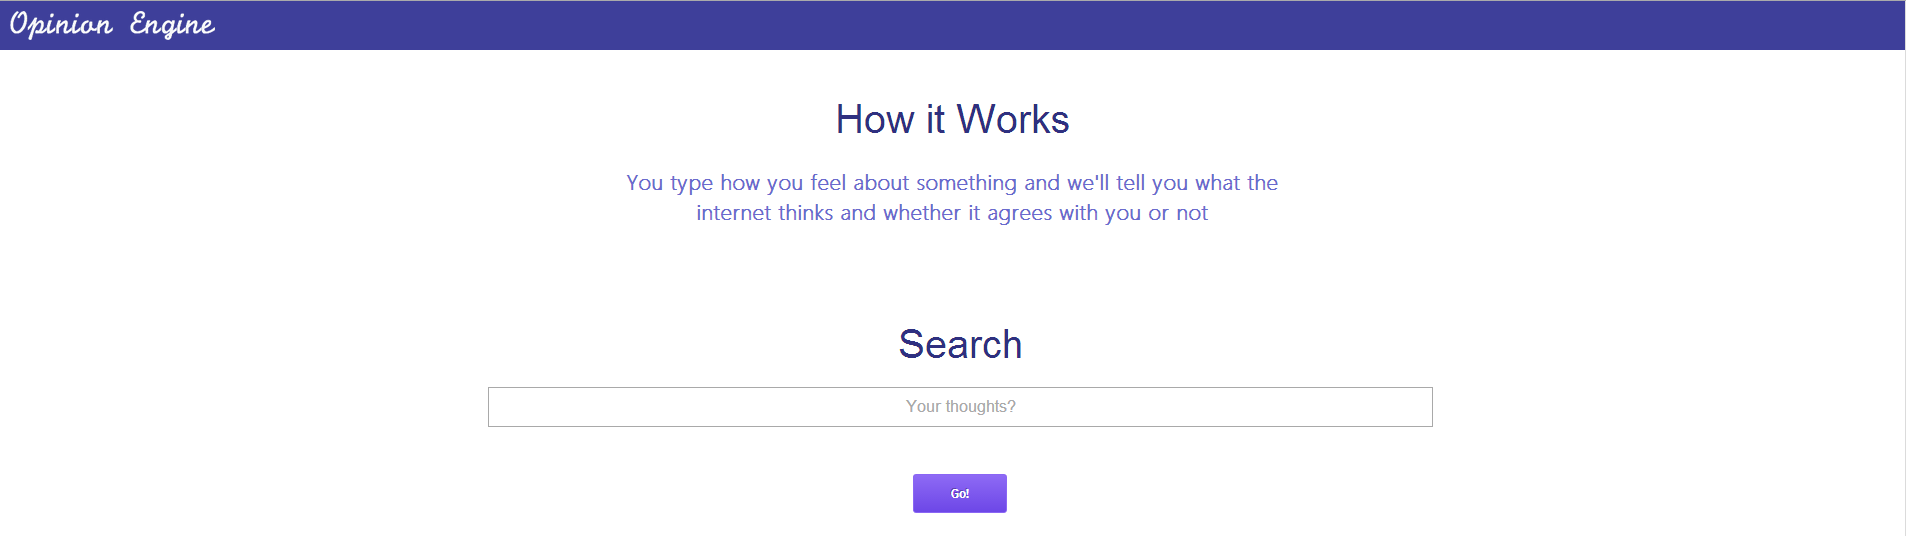 Opinion Engine
How it Works
You type how you feel about something and we'll tell you what the
internet thinks and whether it agrees with you or not
Search
Your thoughts?
Go!